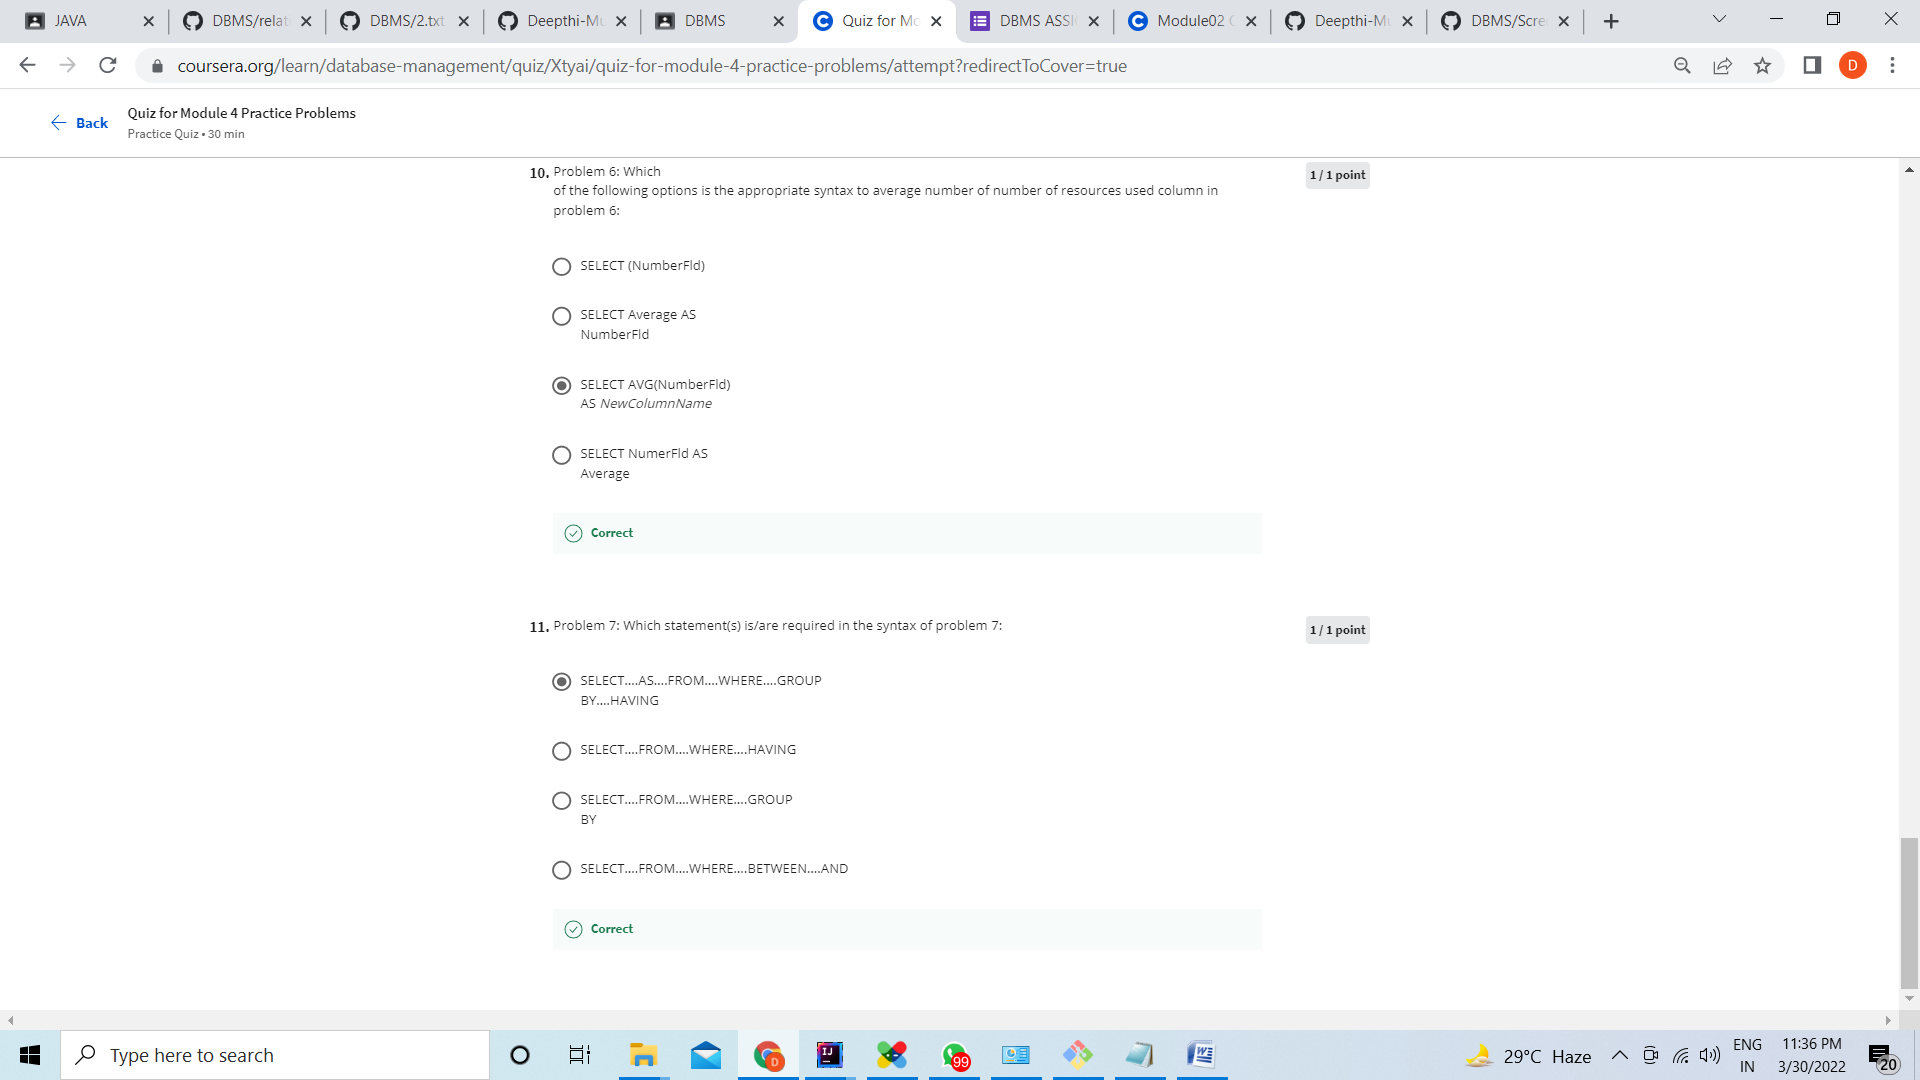 JAVA
DBMS/relat
DBMS/2.txt
Deepthi-Mu
DBMS
Quiz for Mo
DBMS ASSI
Module02 C
Deepthi-Mu
DBMS/Scre
coursera.org/learn/database-management/quiz/Xtyai/quiz-for-module-4-practice-problems/attempt?redirectToCover=true
D
Back
Quiz for Module 4 Practice Problems
Practice Quiz • 30 min
10. Problem 6: Which
of the following options is the appropriate syntax to average number of number of resources used column in
problem 6:
1 / 1 point
SELECT (NumberFld)
SELECT Average AS
NumberFld
SELECT AVG(NumberFld)
AS NewColumnName
SELECT NumerFld AS
Average
Correct
11. Problem 7: Which statement(s) is/are required in the syntax of problem 7:
1 / 1 point
SELECT....AS....FROM....WHERE....GROUP
BY....HAVING
SELECT....FROM....WHERE....HAVING
SELECT....FROM....WHERE....GROUP
BY
SELECT....FROM....WHERE....BETWEEN....AND
Correct
Type here to search
D
IJ
99
W
29°C Haze
ENG
IN
11:36 PM
3/30/2022
20